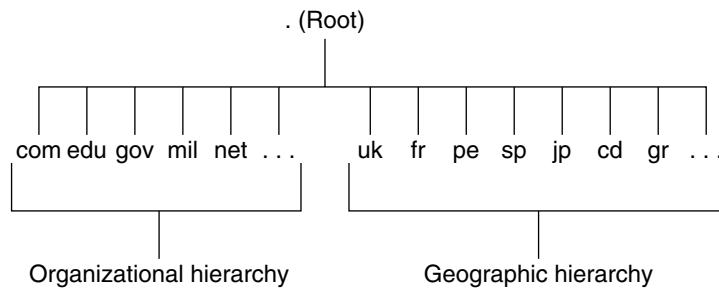 . (Root)
com edu gov mil net . . . uk fr pe sp jp cd gr . . .
Organizational hierarchy Geographic hierarchy